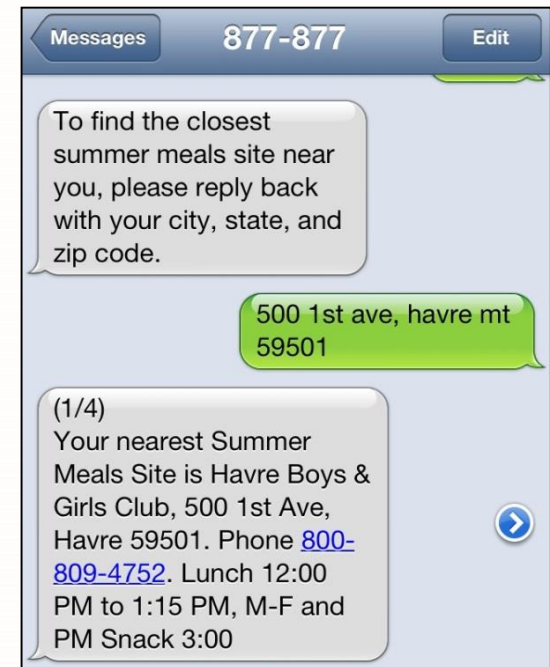 Messages
877-877
Edit
To find the closest
summer meals site near
you, please reply back
with your city, state, and
zip code.
500 1st ave, havre mt
59501
(1/4)
Your nearest Summer
Meals Site is Havre Boys &
Girls Club, 500 1st Ave,
Havre 59501. Phone 800-
809-4752. Lunch 12:00
PM to 1:15 PM, M-F and
PM Snack 3:00